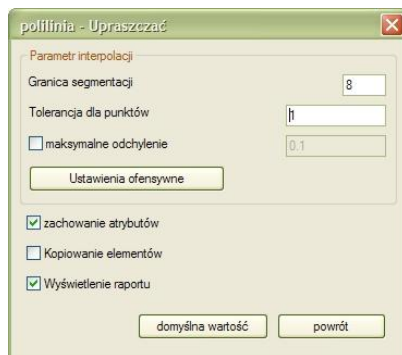 polilinia - Upraszczać
Parametr interpolacji
Granica segmentacji 8
Tolerancja dla punktów 1
maksymalne odchylenie 0.1
Ustawienia ofensywne
zachowanie atrybutów
Kopiowanie elementów
Wyświetlenie raportu
domyślna wartość powrót